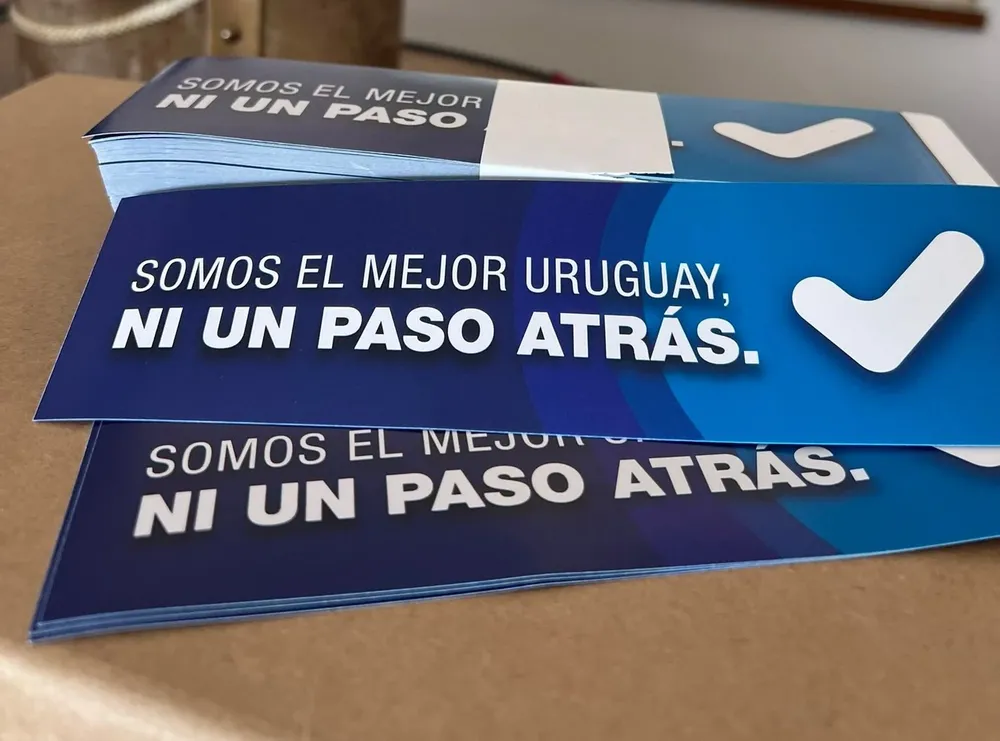 SOMOS EL MEJOR
NI UN PASO
SOMOS EL MEJOR URUGUAY,
NI UN PASO ATRÁS.
SOMOS EL MEJOR
NI UN PASO ATRÁS.